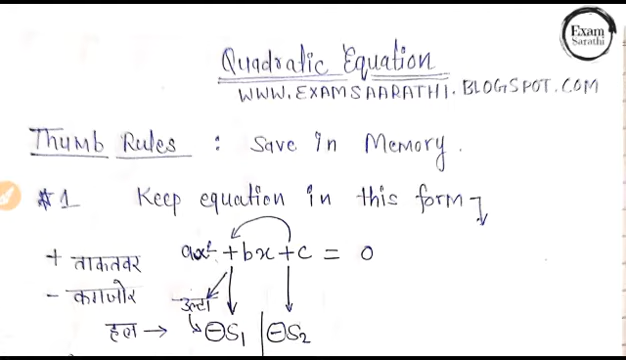 Exam
Sarathi
Quadratic Equation
WWW.EXAMSAARATHI.BLOGSPOT.COM
Thumb Rules : Save in Memory.
#1 Keep equation in this form
+ ताकतवर ax² + bx + c = 0
- कमजोर उल्टा
हल → ⊖S₁ | ⊖S₂